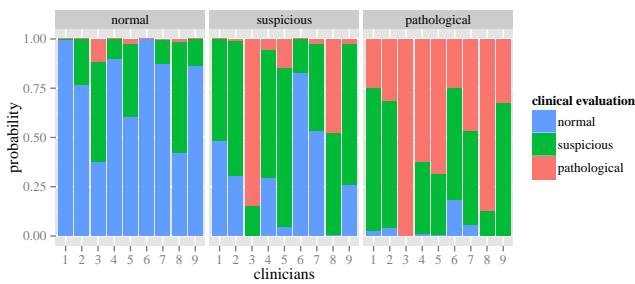 normal suspicious pathological
1.00
0.75
0.50
0.25
0.00
probability
1 2 3 4 5 6 7 8 9 1 2 3 4 5 6 7 8 9 1 2 3 4 5 6 7 8 9
clinicians
clinical evaluation
normal
suspicious
pathological